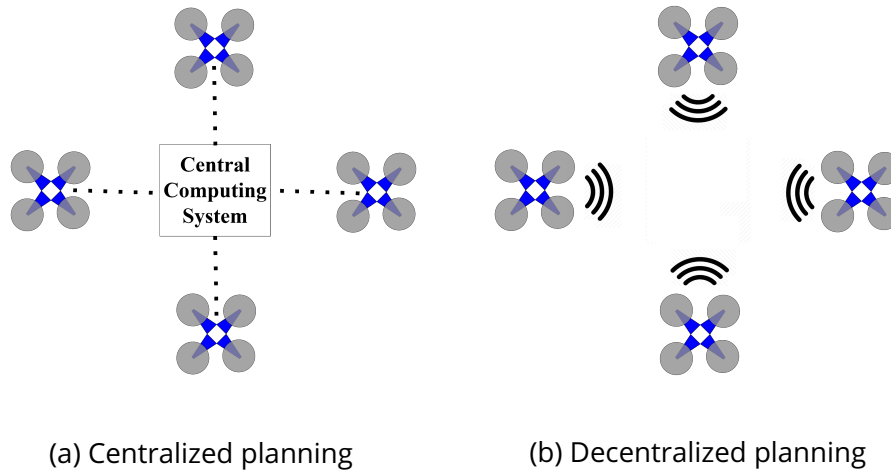 Central
Computing
System
(a) Centralized planning
(b) Decentralized planning